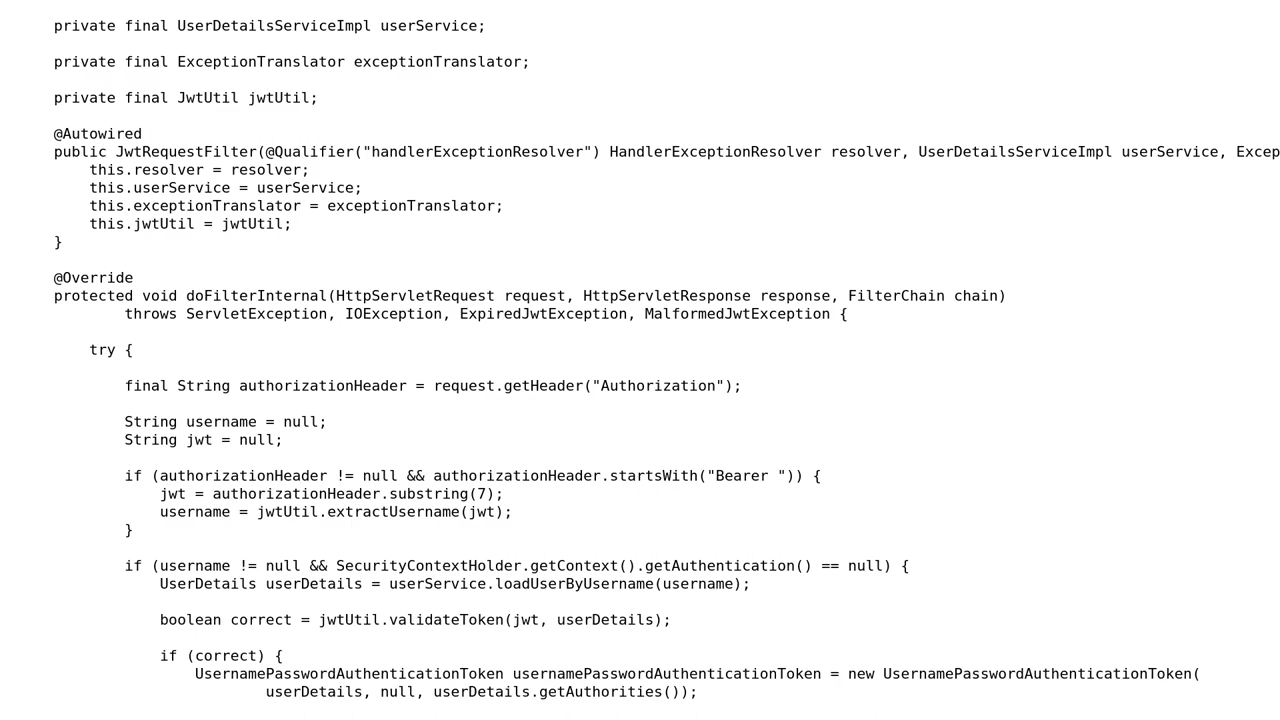 private final UserDetailsServiceImpl userService;
private final ExceptionTranslator exceptionTranslator;
private final JwtUtil jwtUtil;
@Autowired
public JwtRequestFilter(@Qualifier("handlerExceptionResolver") HandlerExceptionResolver resolver, UserDetailsServiceImpl userService, Excep
this.resolver = resolver;
this.userService = userService;
this.exceptionTranslator = exceptionTranslator;
this.jwtUtil = jwtUtil;
}
@Override
protected void doFilterInternal(HttpServletRequest request, HttpServletResponse response, FilterChain chain)
throws ServletException, IOException, ExpiredJwtException, MalformedJwtException {
try {
final String authorizationHeader = request.getHeader("Authorization");
String username = null;
String jwt = null;
if (authorizationHeader != null && authorizationHeader.startsWith("Bearer ")) {
jwt = authorizationHeader.substring(7);
username = jwtUtil.extractUsername(jwt);
}
if (username != null && SecurityContextHolder.getContext().getAuthentication() == null) {
UserDetails userDetails = userService.loadUserByUsername(username);
boolean correct = jwtUtil.validateToken(jwt, userDetails);
if (correct) {
UsernamePasswordAuthenticationToken usernamePasswordAuthenticationToken = new UsernamePasswordAuthenticationToken(
userDetails, null, userDetails.getAuthorities());